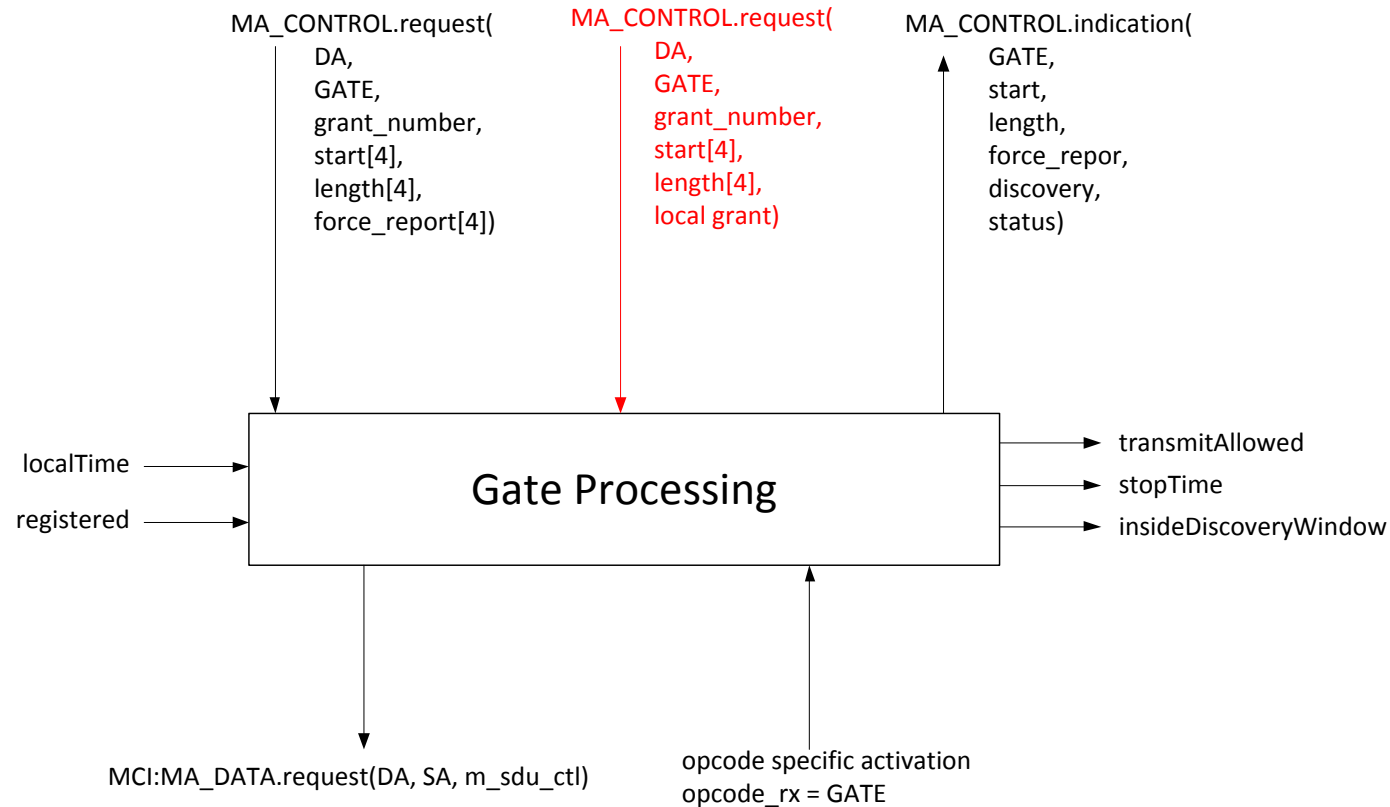 MA_CONTROL.request(
DA,
GATE,
grant_number,
start[4],
length[4],
force_report[4])
MA_CONTROL.request(
DA,
GATE,
grant_number,
start[4],
length[4],
local grant)
MA_CONTROL.indication(
GATE,
start,
length,
force_repor,
discovery,
status)
localTime
registered
Gate Processing
transmitAllowed
stopTime
insideDiscoveryWindow
MCI:MA_DATA.request(DA, SA, m_sdu_ctl)
opcode specific activation
opcode_rx = GATE